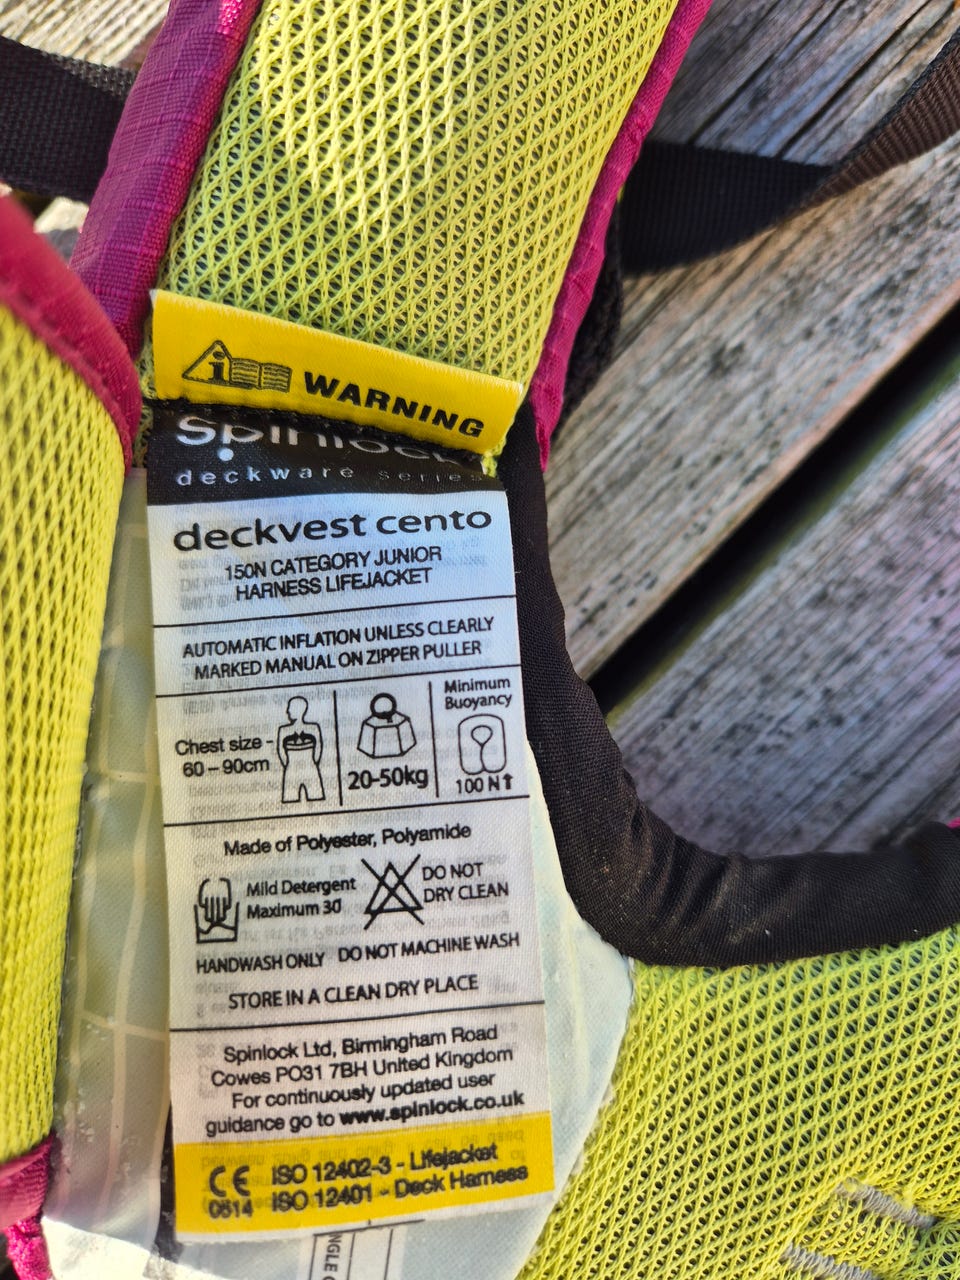 WARNING
Spinlock
deckware series
deckvest cento
150N CATEGORY JUNIOR
HARNESS LIFEJACKET
AUTOMATIC INFLATION UNLESS CLEARLY
MARKED MANUAL ON ZIPPER PULLER
Chest size -
60 – 90cm
20-50kg
Minimum
Buoyancy
100 N
Made of Polyester, Polyamide
Mild Detergent
Maximum 30
DO NOT
DRY CLEAN
HANDWASH ONLY DO NOT MACHINE WASH
STORE IN A CLEAN DRY PLACE
Spinlock Ltd, Birmingham Road
Cowes PO31 7BH United Kingdom
For continuously updated user
guidance go to www.spinlock.co.uk
CE ISO 12402-3 - Lifejacket
0514 ISO 12401 - Deck Harness